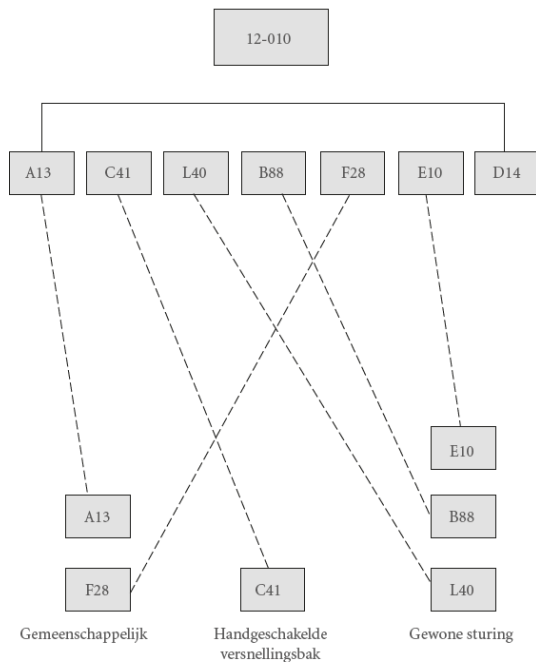 12-010
A13 C41 L40 B88 F28 E10 D14
E10
A13 B88
F28 C41 L40
Gemeenschappelijk Handgeschakelde Gewone sturing
versnellingsbak